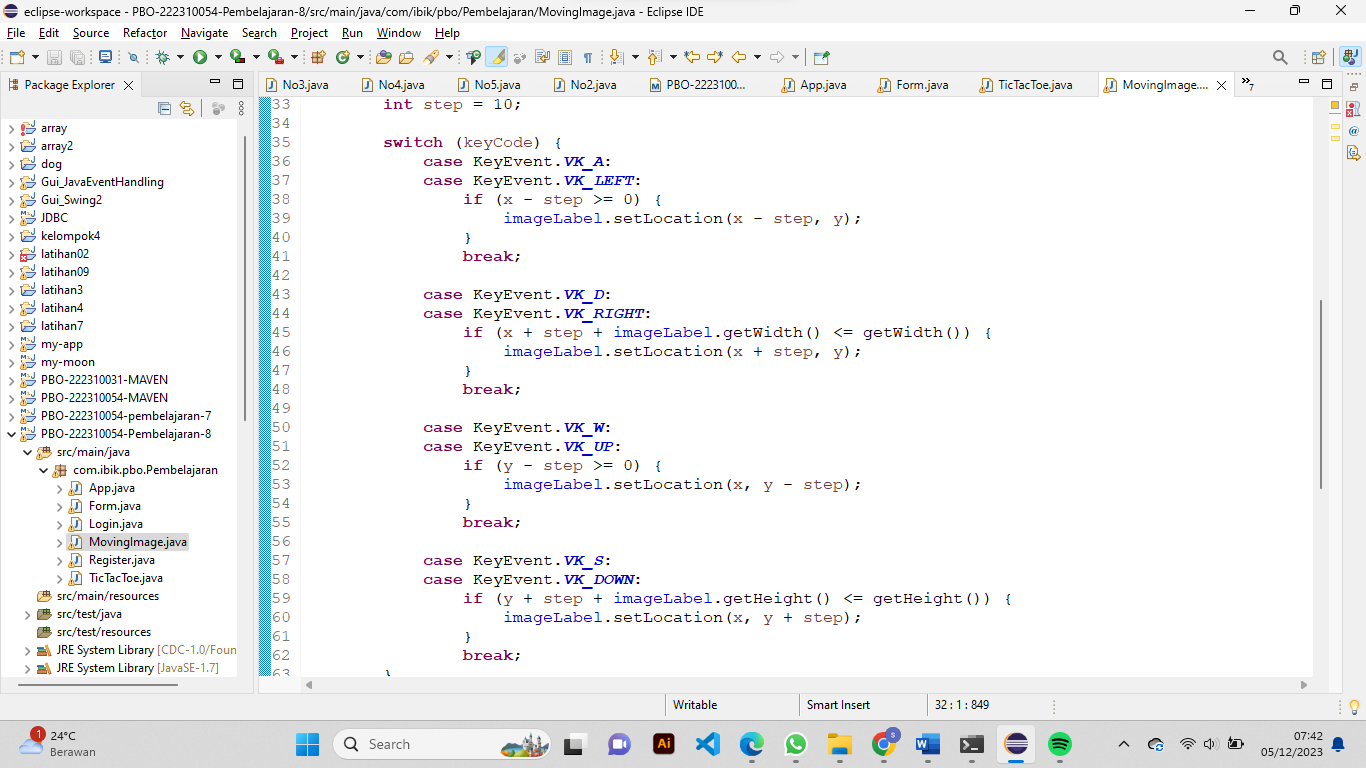 eclipse-workspace - PBO-222310054-Pembelajaran-8/src/main/java/com/ibik/pbo/Pembelajaran/MovingImage.java - Eclipse IDE
File Edit Source Refactor Navigate Search Project Run Window Help
Package Explorer
No3.java No4.java No5.java No2.java PBO-2223100... App.java Form.java TicTacToe.java MovingImage.... 7
array
array2
dog
Gui_JavaEventHandling
Gui_Swing2
JDBC
kelompok4
latihan02
latihan09
latihan3
latihan4
latihan7
my-app
my-moon
PBO-222310031-MAVEN
PBO-222310054-MAVEN
PBO-222310054-pembelajaran-7
PBO-222310054-Pembelajaran-8
src/main/java
com.ibik.pbo.Pembelajaran
App.java
Form.java
Login.java
MovingImage.java
Register.java
TicTacToe.java
src/main/resources
src/test/java
src/test/resources
JRE System Library [CDC-1.0/Foun
JRE System Library [JavaSE-1.7]
33 int step = 10;
34
35 switch (keyCode) {
36 case KeyEvent.VK_A:
37 case KeyEvent.VK_LEFT:
38 if (x - step >= 0) {
39 imageLabel.setLocation(x - step, y);
40 }
41 break;
42
43 case KeyEvent.VK_D:
44 case KeyEvent.VK_RIGHT:
45 if (x + step + imageLabel.getWidth() <= getWidth()) {
46 imageLabel.setLocation(x + step, y);
47 }
48 break;
49
50 case KeyEvent.VK_W:
51 case KeyEvent.VK_UP:
52 if (y - step >= 0) {
53 imageLabel.setLocation(x, y - step);
54 }
55 break;
56
57 case KeyEvent.VK_S:
58 case KeyEvent.VK_DOWN:
59 if (y + step + imageLabel.getHeight() <= getHeight()) {
60 imageLabel.setLocation(x, y + step);
61 }
62 break;
63 }
Writable Smart Insert 32 : 1 : 849
1 24°C
Berawan
Search
Ai
s
07:42
05/12/2023